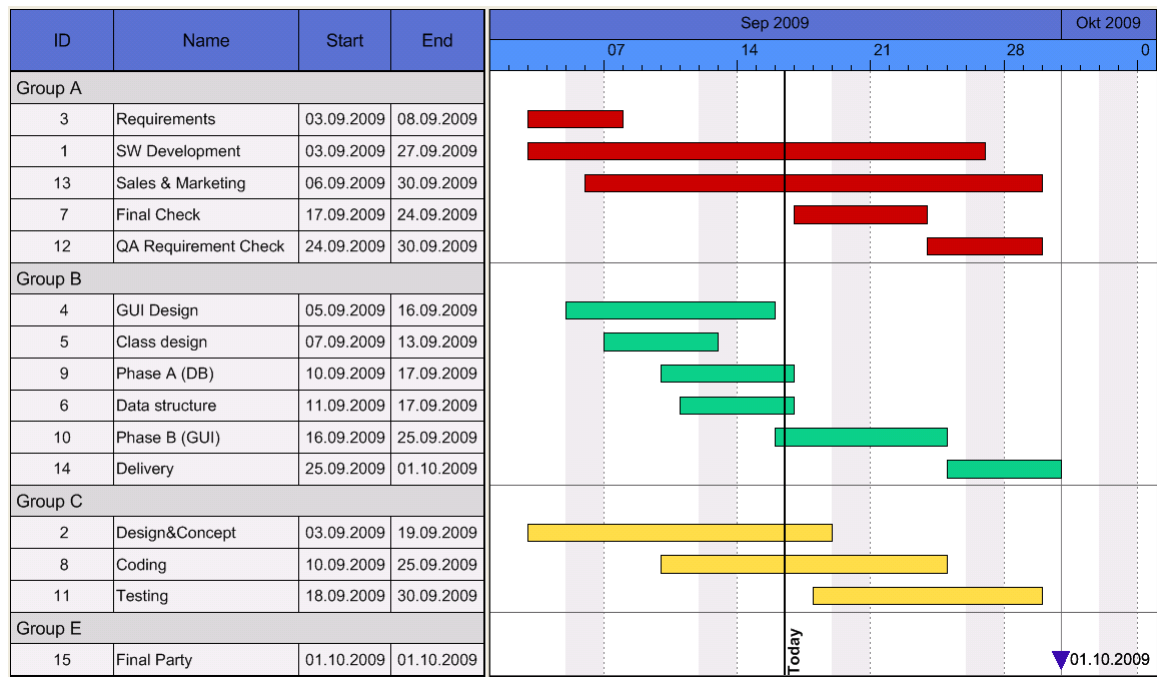 ID Name Start End Sep 2009 Okt 2009
07 14 21 28 0
Group A
3 Requirements 03.09.2009 08.09.2009
1 SW Development 03.09.2009 27.09.2009
13 Sales & Marketing 06.09.2009 30.09.2009
7 Final Check 17.09.2009 24.09.2009
12 QA Requirement Check 24.09.2009 30.09.2009
Group B
4 GUI Design 05.09.2009 16.09.2009
5 Class design 07.09.2009 13.09.2009
9 Phase A (DB) 10.09.2009 17.09.2009
6 Data structure 11.09.2009 17.09.2009
10 Phase B (GUI) 16.09.2009 25.09.2009
14 Delivery 25.09.2009 01.10.2009
Group C
2 Design&Concept 03.09.2009 19.09.2009
8 Coding 10.09.2009 25.09.2009
11 Testing 18.09.2009 30.09.2009
Group E
15 Final Party 01.10.2009 01.10.2009 01.10.2009
Today